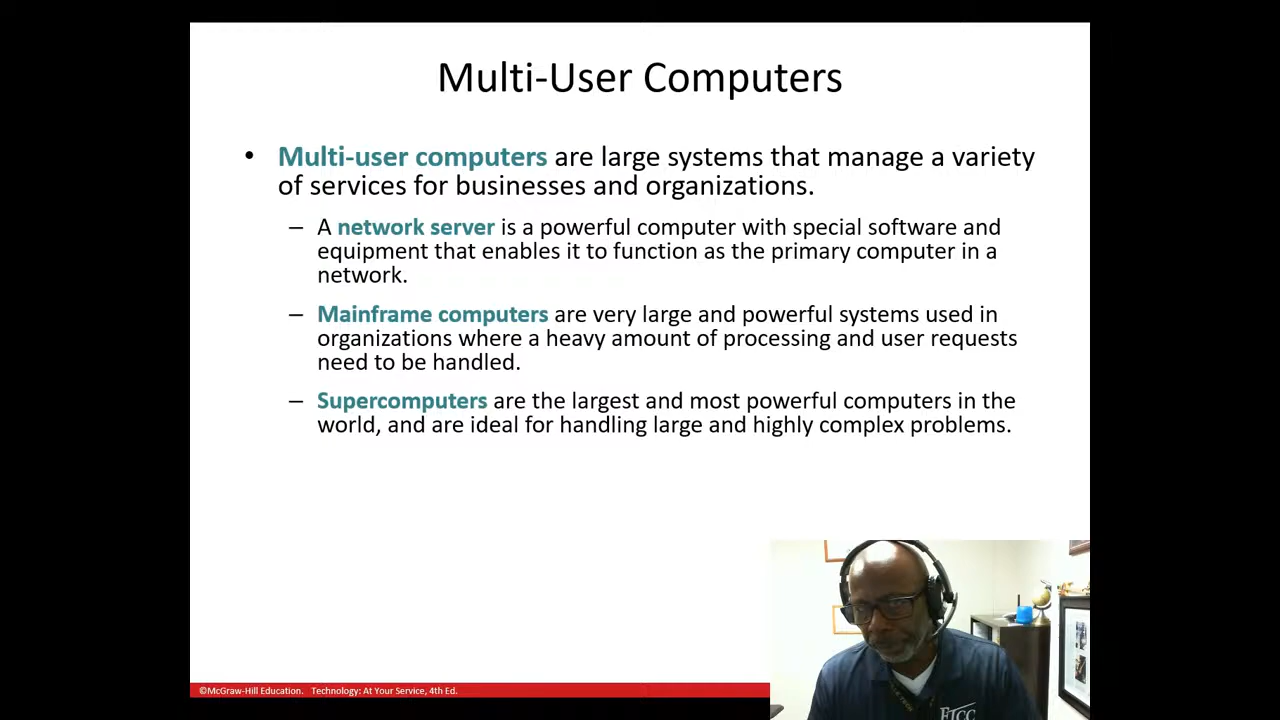 Multi-User Computers
• Multi-user computers are large systems that manage a variety
of services for businesses and organizations.
– A network server is a powerful computer with special software and
equipment that enables it to function as the primary computer in a
network.
– Mainframe computers are very large and powerful systems used in
organizations where a heavy amount of processing and user requests
need to be handled.
– Supercomputers are the largest and most powerful computers in the
world, and are ideal for handling large and highly complex problems.
©McGraw-Hill Education. Technology: At Your Service, 4th Ed.
FTCC